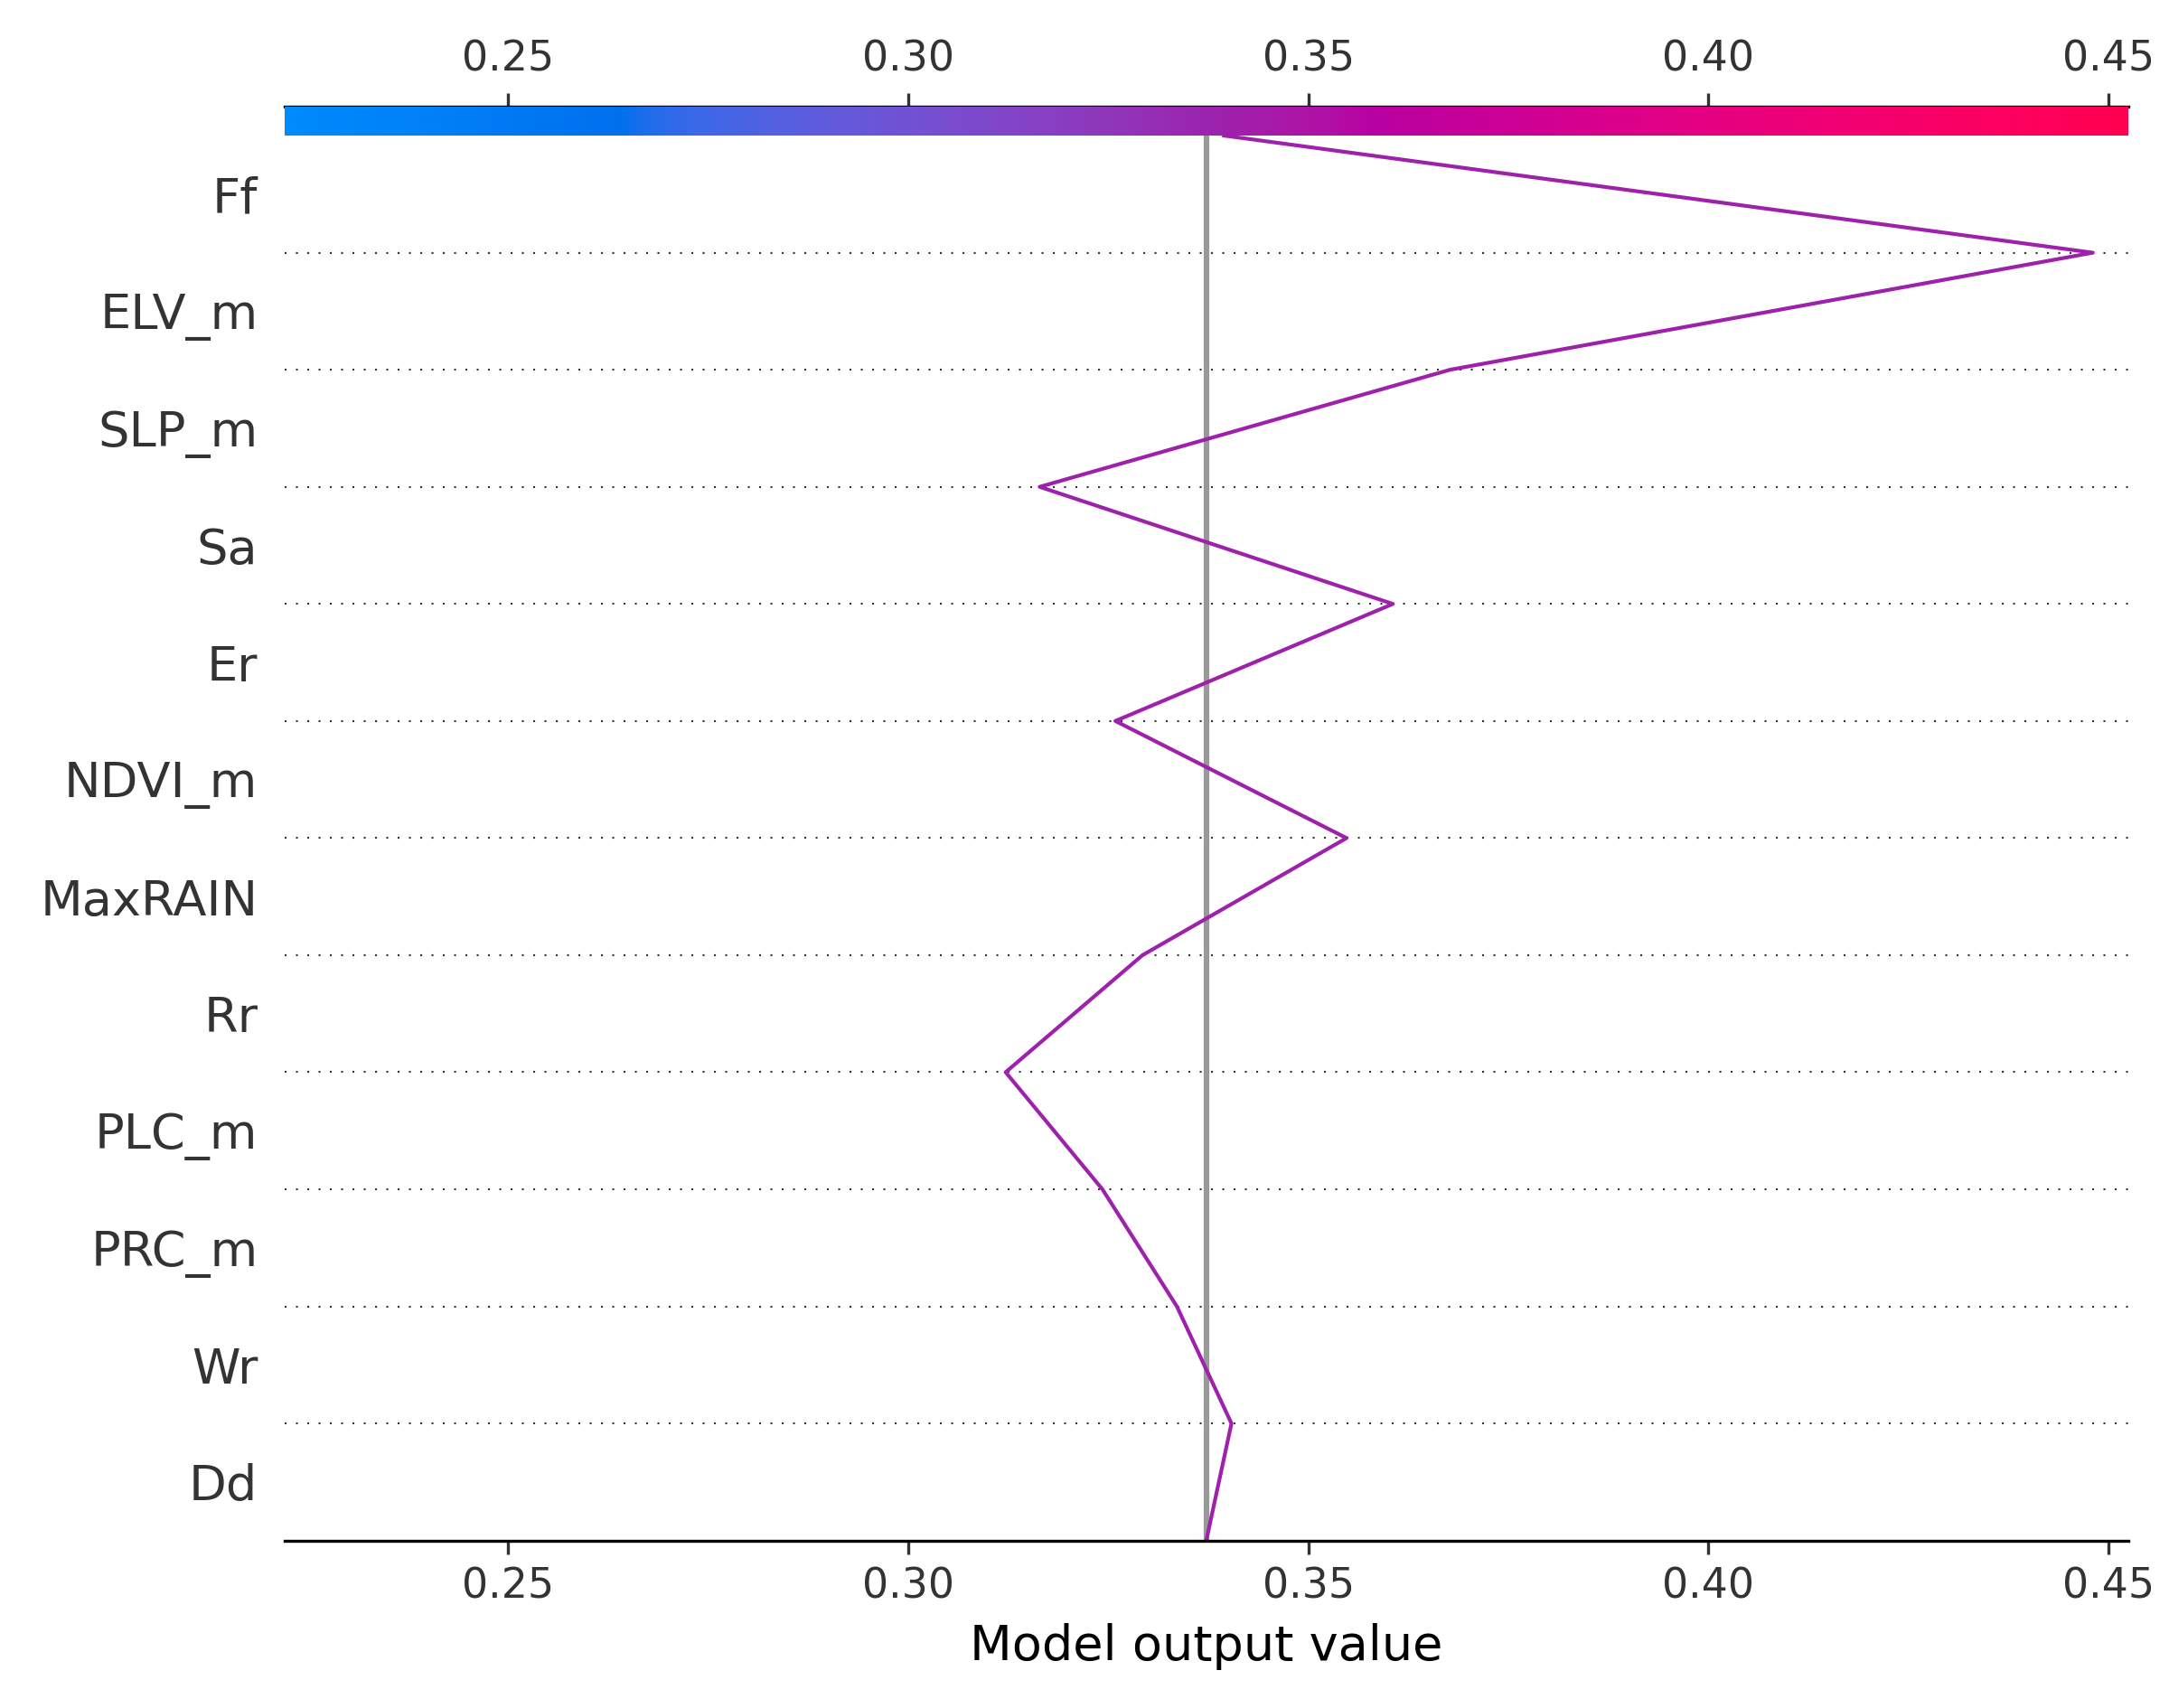 0.25 0.30 0.35 0.40 0.45
Ff
ELV_m
SLP_m
Sa
Er
NDVI_m
MaxRAIN
Rr
PLC_m
PRC_m
Wr
Dd
0.25 0.30 0.35 0.40 0.45
Model output value